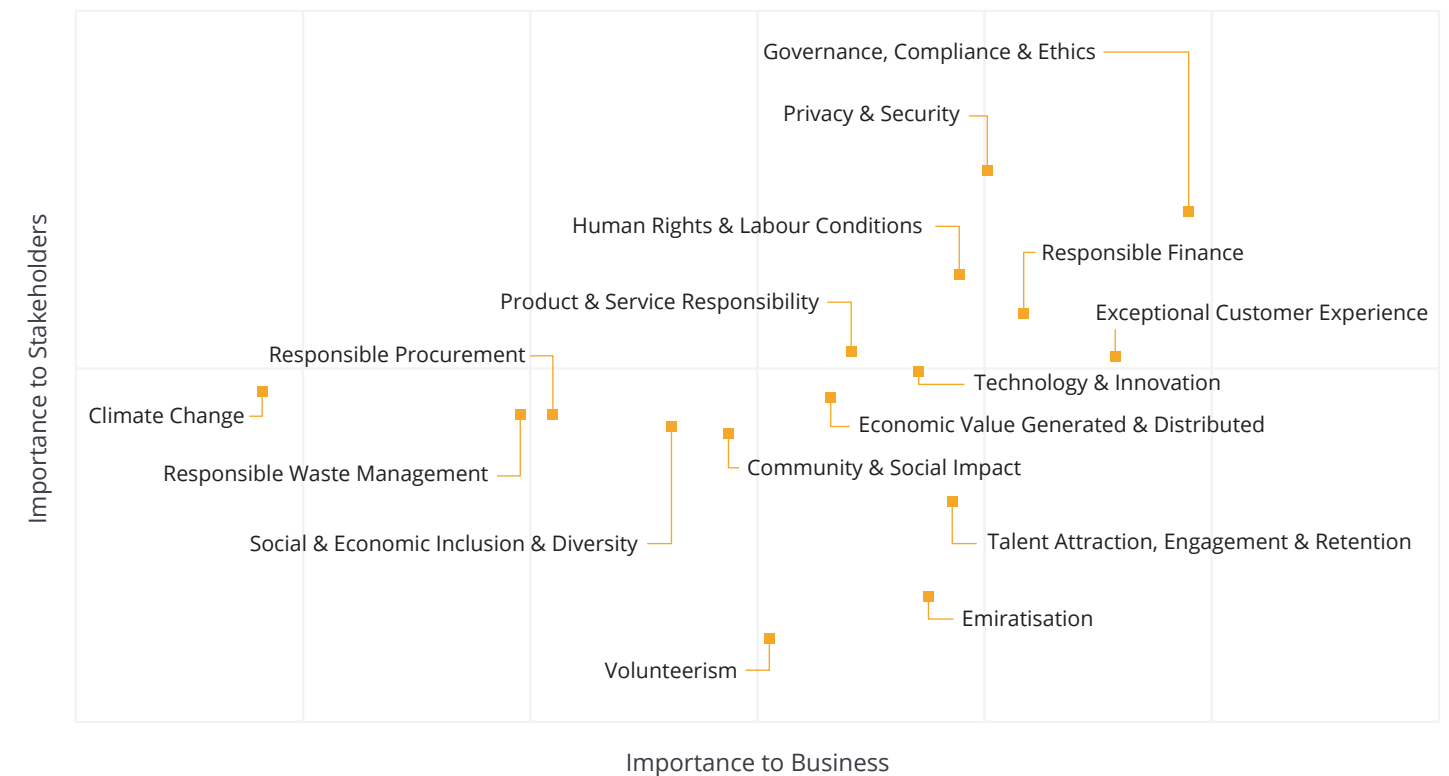 Governance, Compliance & Ethics
Privacy & Security
Human Rights & Labour Conditions
Responsible Finance
Product & Service Responsibility
Exceptional Customer Experience
Responsible Procurement
Technology & Innovation
Climate Change
Economic Value Generated & Distributed
Responsible Waste Management
Community & Social Impact
Social & Economic Inclusion & Diversity
Talent Attraction, Engagement & Retention
Emiratisation
Volunteerism
Importance to Stakeholders
Importance to Business